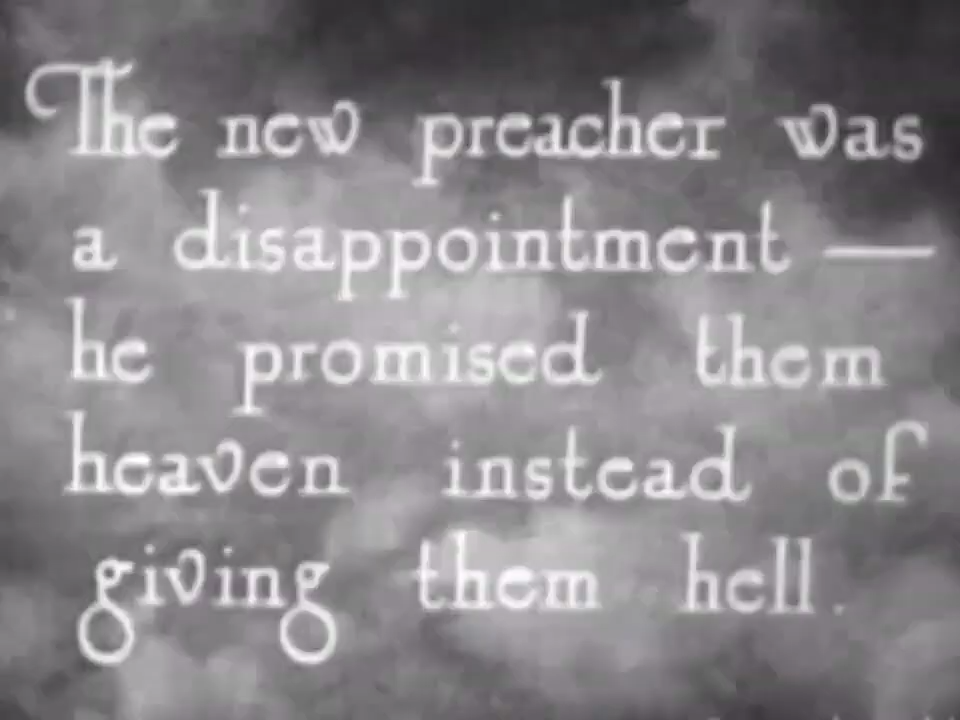 The new preacher was
a disappointment —
he promised them
heaven instead of
giving them hell.